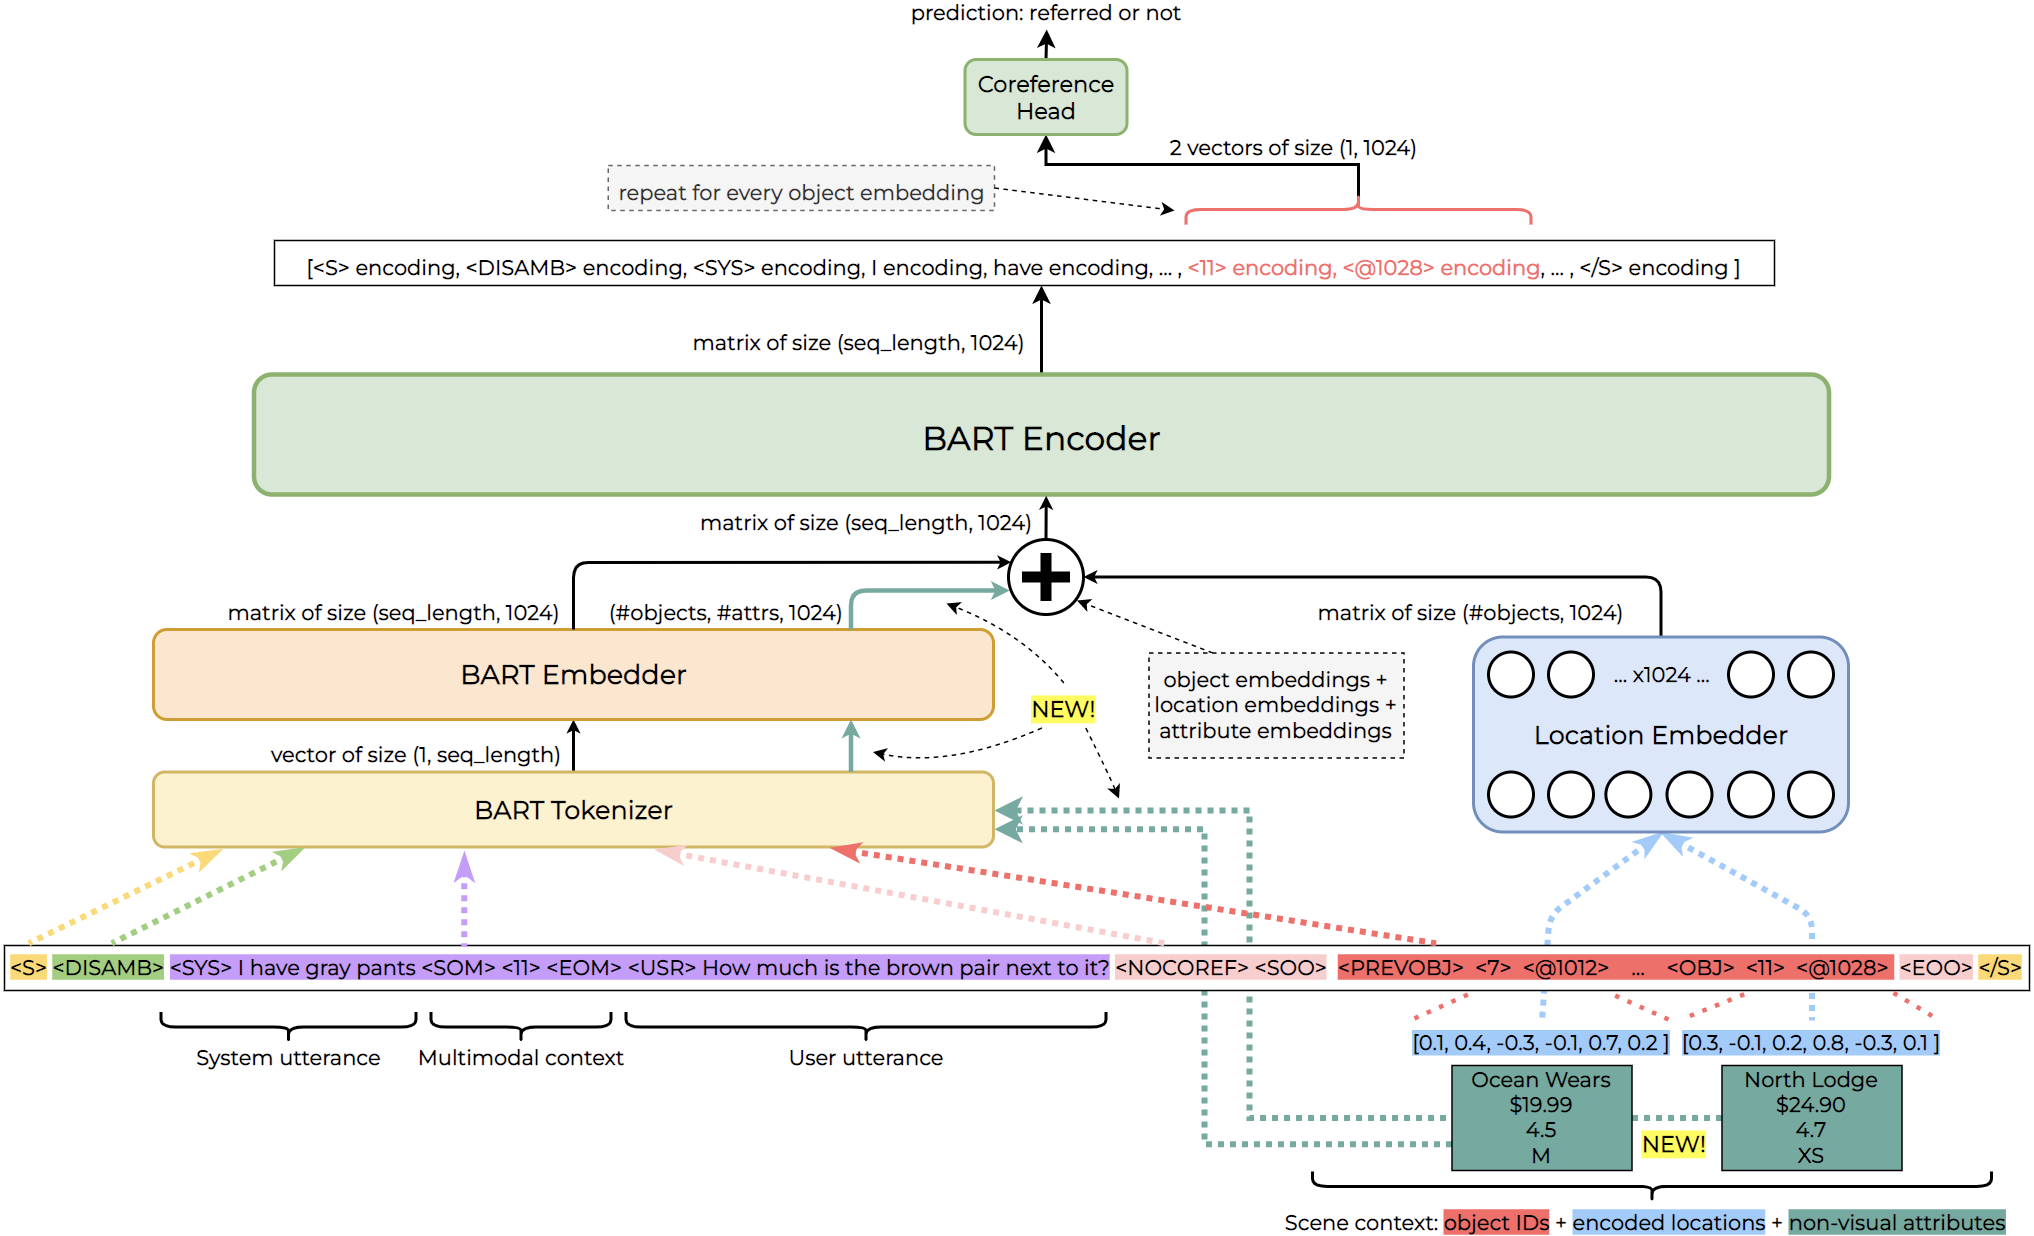 prediction: referred or not
Coreference
Head
2 vectors of size (1, 1024)
repeat for every object embedding
[<S> encoding, <DISAMB> encoding, <SYS> encoding, I encoding, have encoding, ... , <11> encoding, <@1028> encoding, ... , </S> encoding ]
matrix of size (seq_length, 1024)
BART Encoder
matrix of size (seq_length, 1024)
matrix of size (seq_length, 1024)
(#objects, #attrs, 1024)
matrix of size (#objects, 1024)
BART Embedder
... x1024 ...
object embeddings +
location embeddings +
attribute embeddings
NEW!
Location Embedder
vector of size (1, seq_length)
BART Tokenizer
<S> <DISAMB> <SYS> I have gray pants <SOM> <11> <EOM> <USR> How much is the brown pair next to it? <NOCOREF> <SOO> <PREVOBJ> <7> <@1012> ... <OBJ> <11> <@1028> <EOO> </S>
System utterance
Multimodal context
User utterance
[0.1, 0.4, -0.3, -0.1, 0.7, 0.2 ]
[0.3, -0.1, 0.2, 0.8, -0.3, 0.1 ]
Ocean Wears
$19.99
4.5
M
NEW!
North Lodge
$24.90
4.7
XS
Scene context: object IDs + encoded locations + non-visual attributes